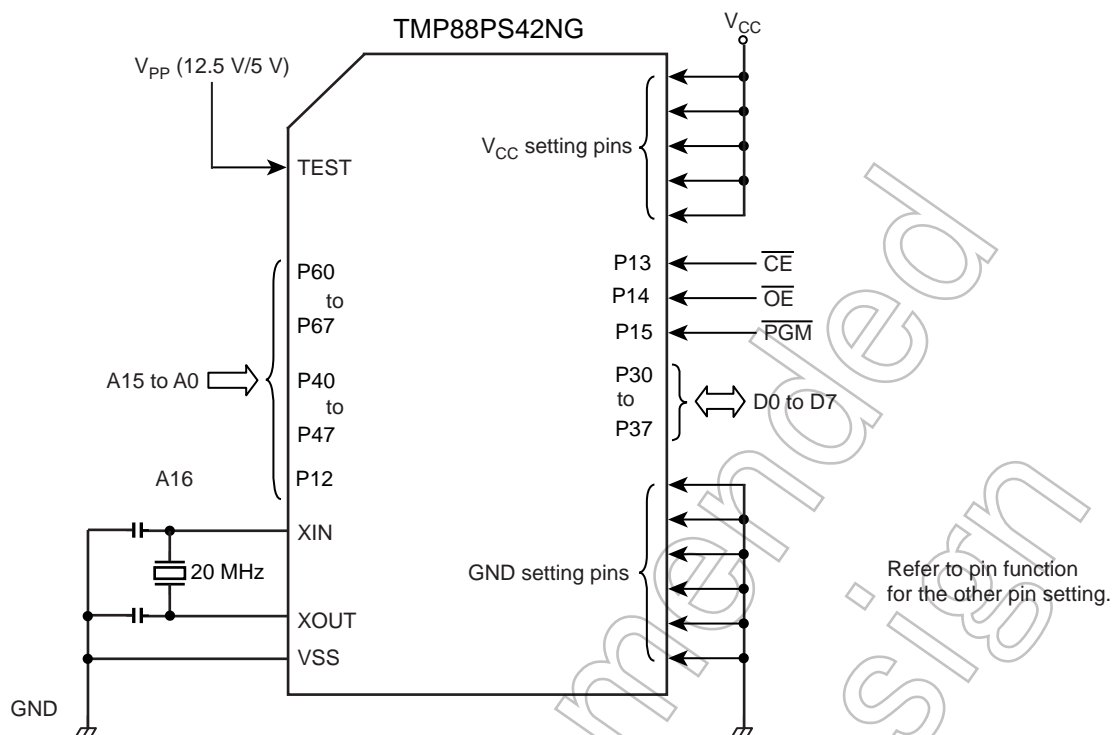 TMP88PS42NG
VCC
VPP (12.5 V/5 V)
VCC setting pins
TEST
P60
to
P67
A15 to A0
P40
to
P47
A16
P12
XIN
20 MHz
XOUT
VSS
GND
P13
CE
P14
OE
P15
PGM
P30
to
P37
D0 to D7
GND setting pins
Refer to pin function
for the other pin setting.
mended
sign